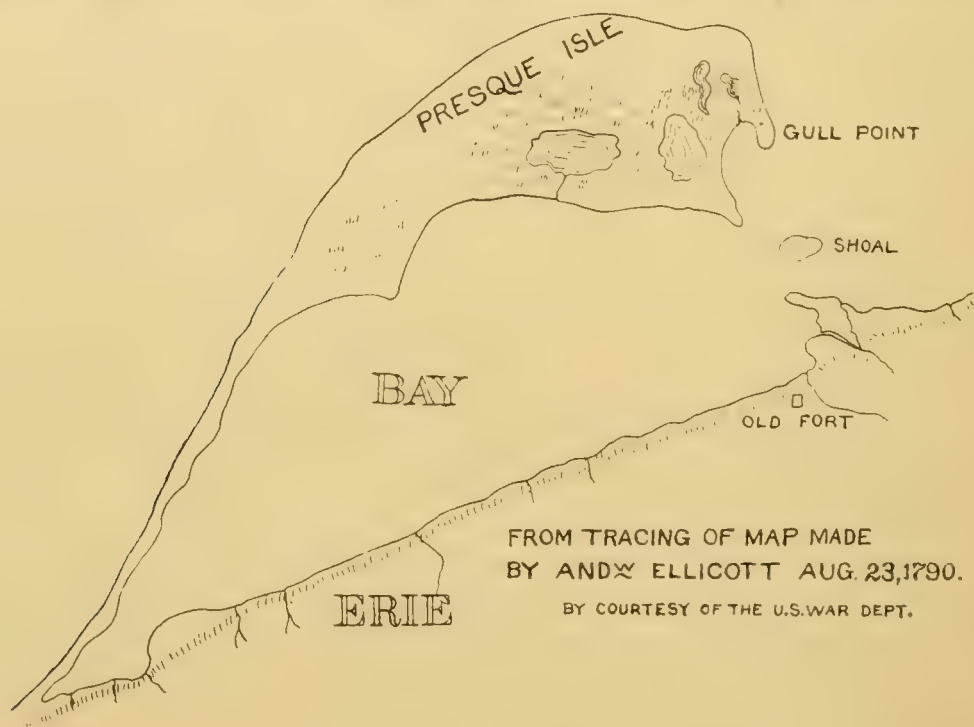 PRESQUE ISLE
GULL POINT
SHOAL
BAY
OLD FORT
FROM TRACING OF MAP MADE
BY ANDW ELLICOTT AUG. 23, 1790.
ERIE
BY COURTESY OF THE U.S. WAR DEPT.